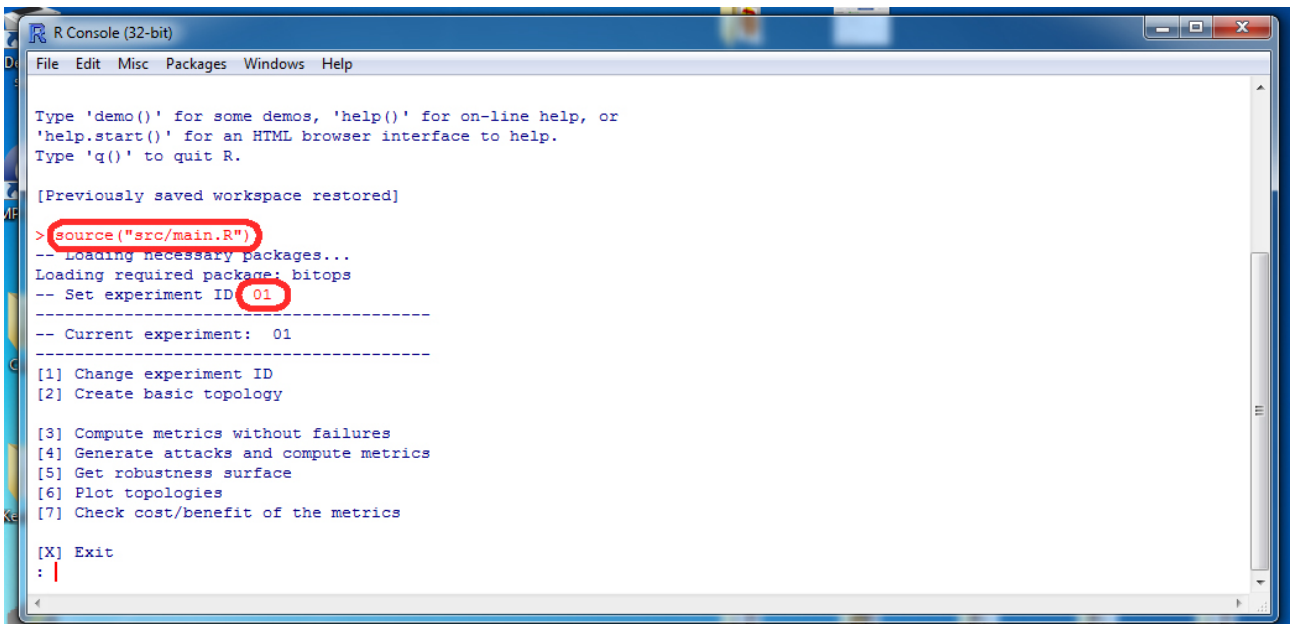 R Console (32-bit)
File Edit Misc Packages Windows Help
Type 'demo()' for some demos, 'help()' for on-line help, or
'help.start()' for an HTML browser interface to help.
Type 'q()' to quit R.
[Previously saved workspace restored]
> source("src/main.R")
-- Loading necessary packages...
Loading required package: bitops
-- Set experiment ID: 01
----------------------------------------
-- Current experiment:  01
----------------------------------------
[1] Change experiment ID
[2] Create basic topology
[3] Compute metrics without failures
[4] Generate attacks and compute metrics
[5] Get robustness surface
[6] Plot topologies
[7] Check cost/benefit of the metrics
[X] Exit
: